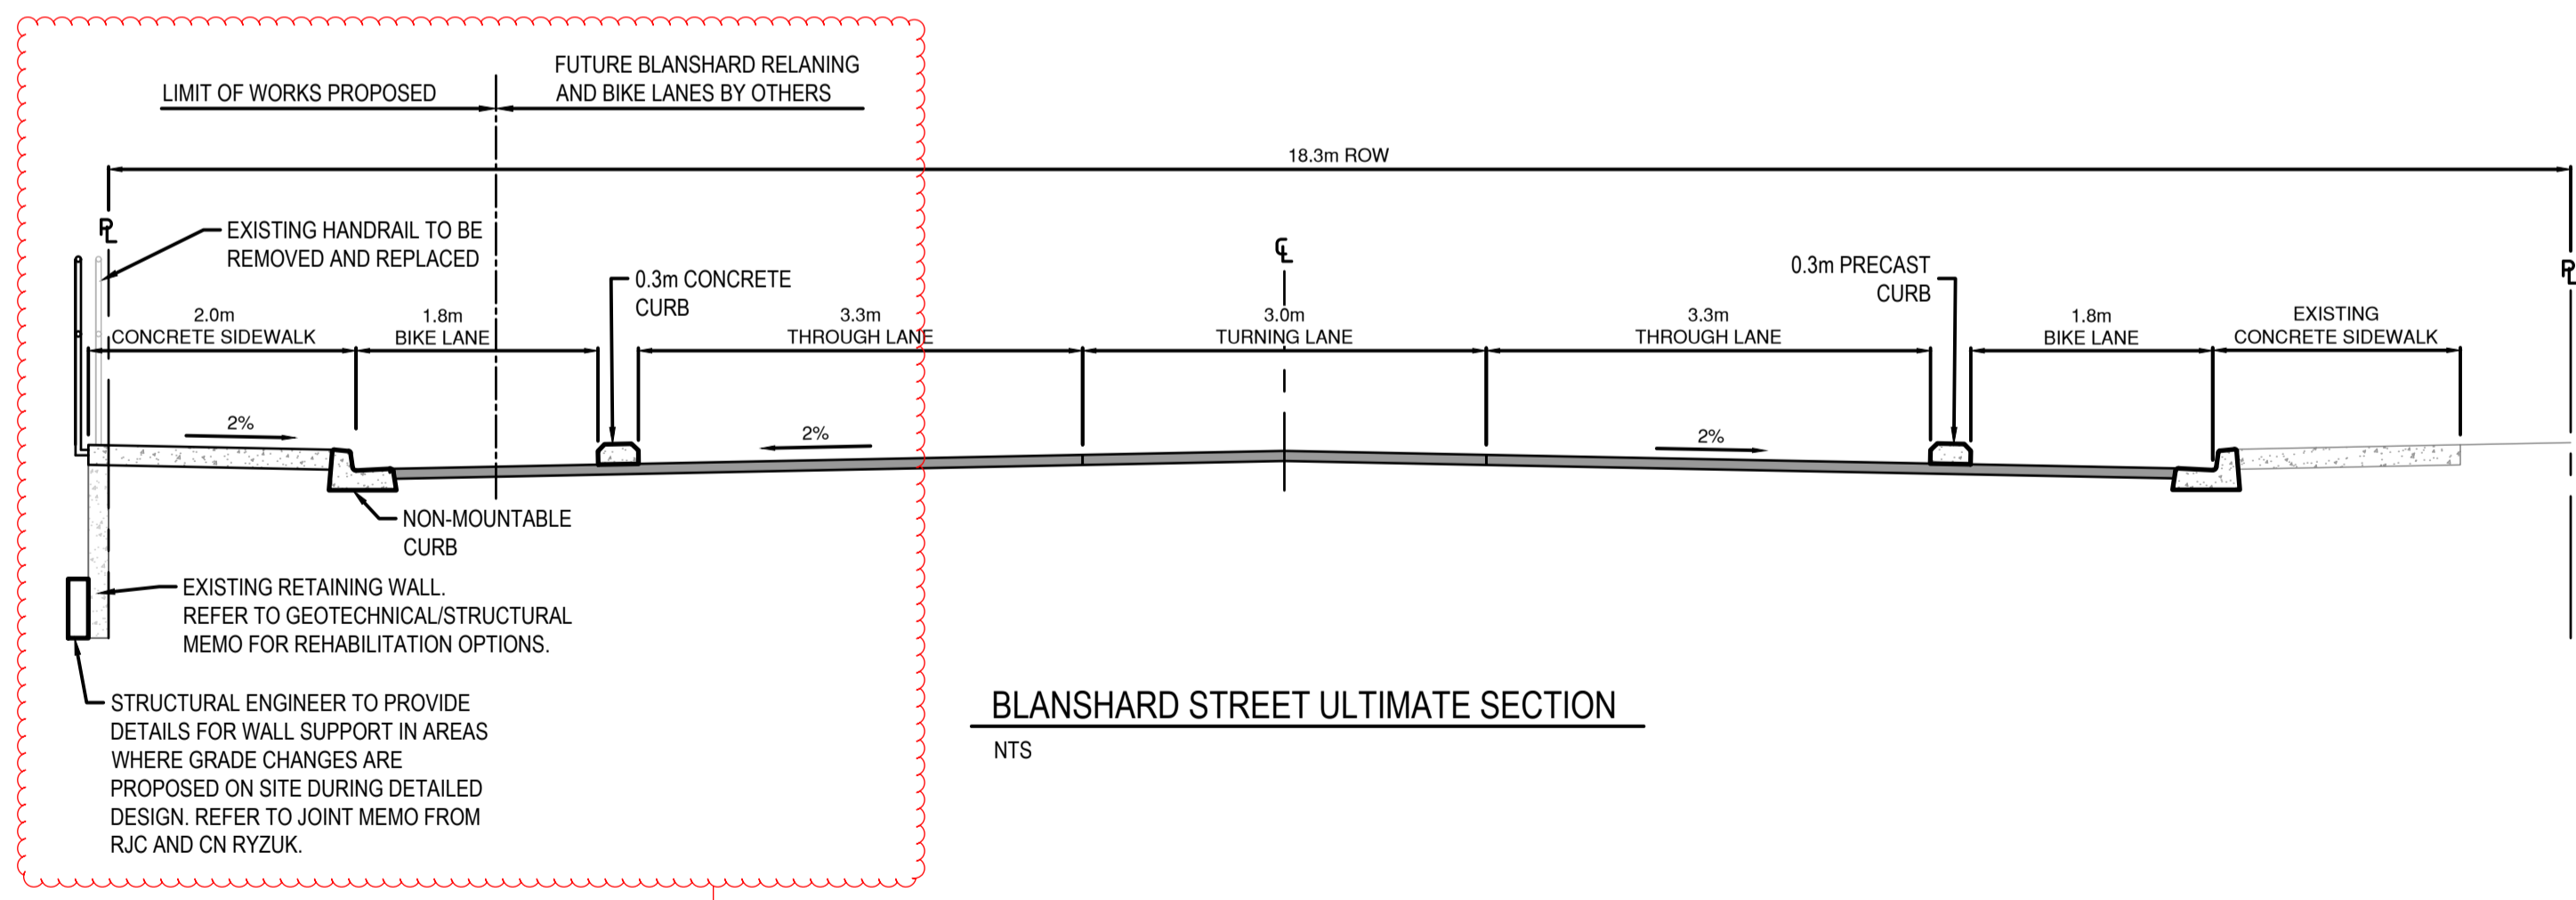 LIMIT OF WORKS PROPOSED
FUTURE BLANSHARD RELANING
AND BIKE LANES BY OTHERS
18.3m ROW
PL
EXISTING HANDRAIL TO BE
REMOVED AND REPLACED
CL
PL
0.3m CONCRETE
CURB
0.3m PRECAST
CURB
2.0m
CONCRETE SIDEWALK
1.8m
BIKE LANE
3.3m
THROUGH LANE
3.0m
TURNING LANE
3.3m
THROUGH LANE
1.8m
BIKE LANE
EXISTING
CONCRETE SIDEWALK
2%
2%
2%
NON-MOUNTABLE
CURB
EXISTING RETAINING WALL.
REFER TO GEOTECHNICAL/STRUCTURAL
MEMO FOR REHABILITATION OPTIONS.
STRUCTURAL ENGINEER TO PROVIDE
DETAILS FOR WALL SUPPORT IN AREAS
WHERE GRADE CHANGES ARE
PROPOSED ON SITE DURING DETAILED
DESIGN. REFER TO JOINT MEMO FROM
RJC AND CN RYZUK.
BLANSHARD STREET ULTIMATE SECTION
NTS